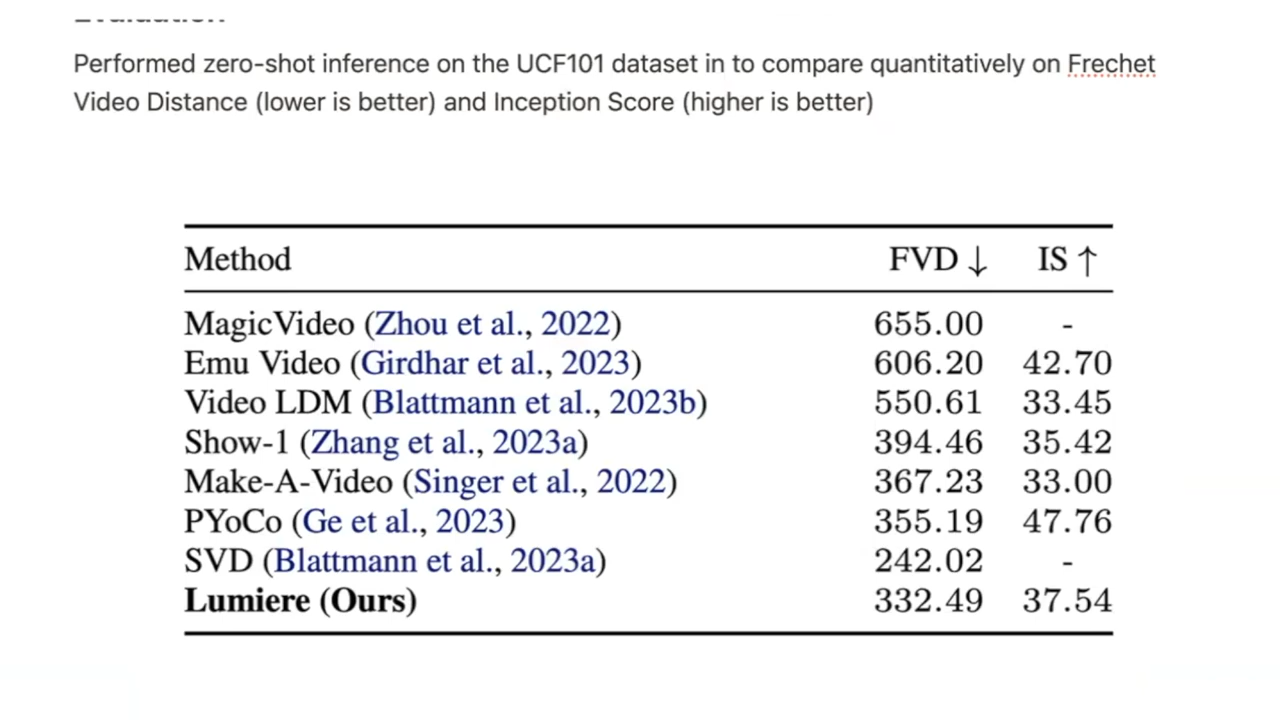 Performed zero-shot inference on the UCF101 dataset in to compare quantitatively on Frechet
Video Distance (lower is better) and Inception Score (higher is better)
Method FVD ↓ IS ↑
MagicVideo (Zhou et al., 2022) 655.00 -
Emu Video (Girdhar et al., 2023) 606.20 42.70
Video LDM (Blattmann et al., 2023b) 550.61 33.45
Show-1 (Zhang et al., 2023a) 394.46 35.42
Make-A-Video (Singer et al., 2022) 367.23 33.00
PYoCo (Ge et al., 2023) 355.19 47.76
SVD (Blattmann et al., 2023a) 242.02 -
Lumiere (Ours) 332.49 37.54